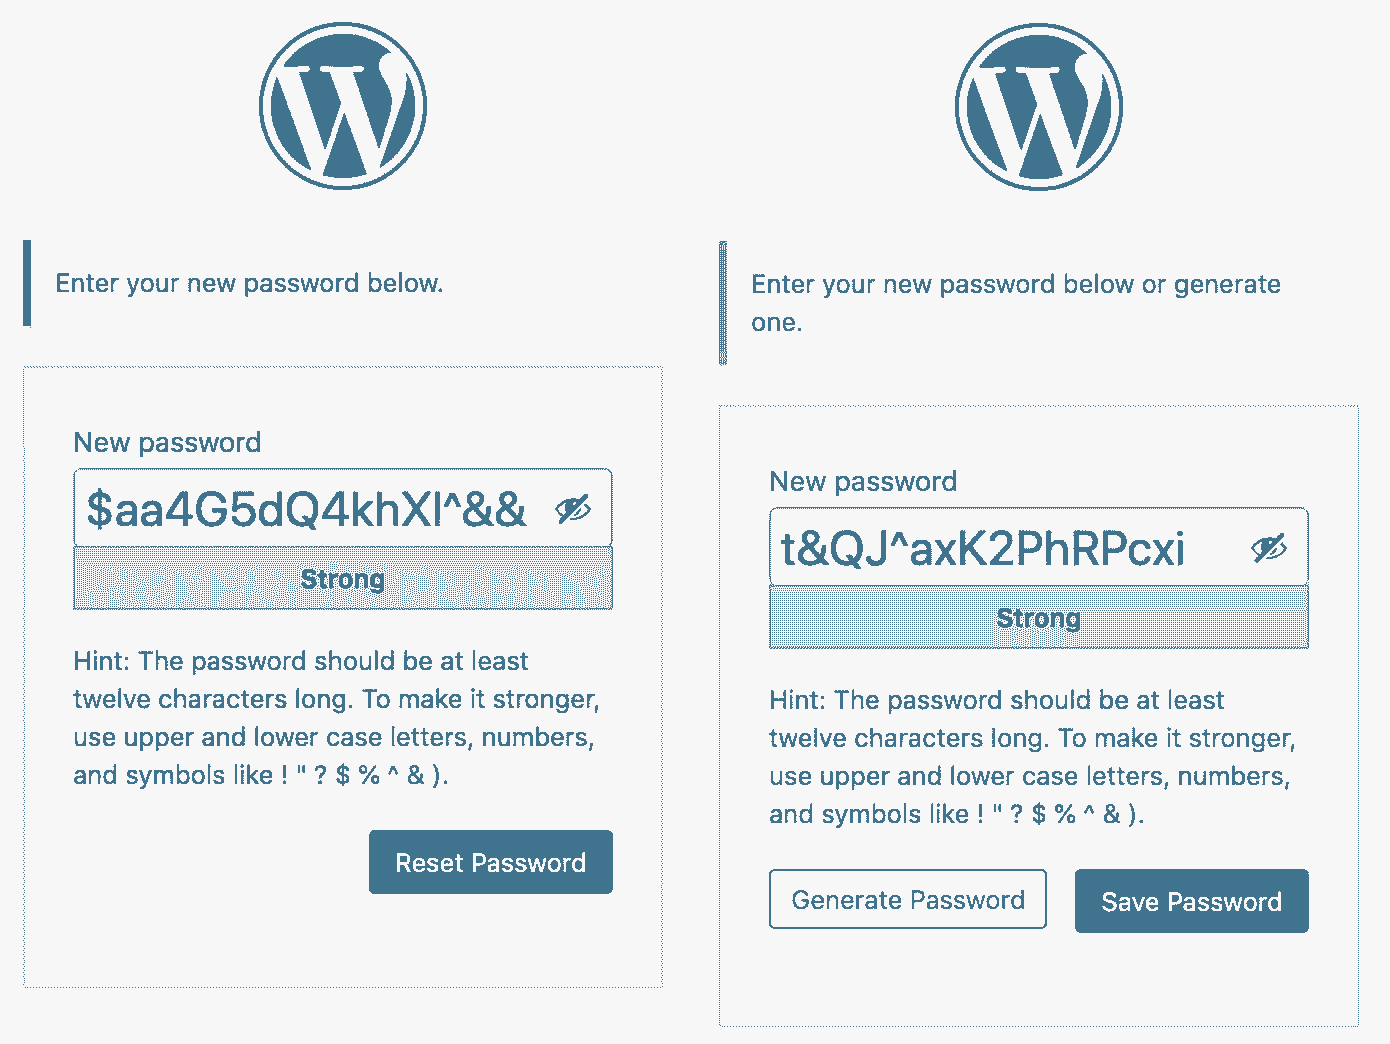 Enter your new password below.
New password
$aa4G5dQ4khXl^&&
Strong
Hint: The password should be at least
twelve characters long. To make it stronger,
use upper and lower case letters, numbers,
and symbols like ! " ? $ % ^ & ).
Reset Password
Enter your new password below or generate
one.
New password
t&QJ^axK2PhRPcxi
Strong
Hint: The password should be at least
twelve characters long. To make it stronger,
use upper and lower case letters, numbers,
and symbols like ! " ? $ % ^ & ).
Generate Password
Save Password